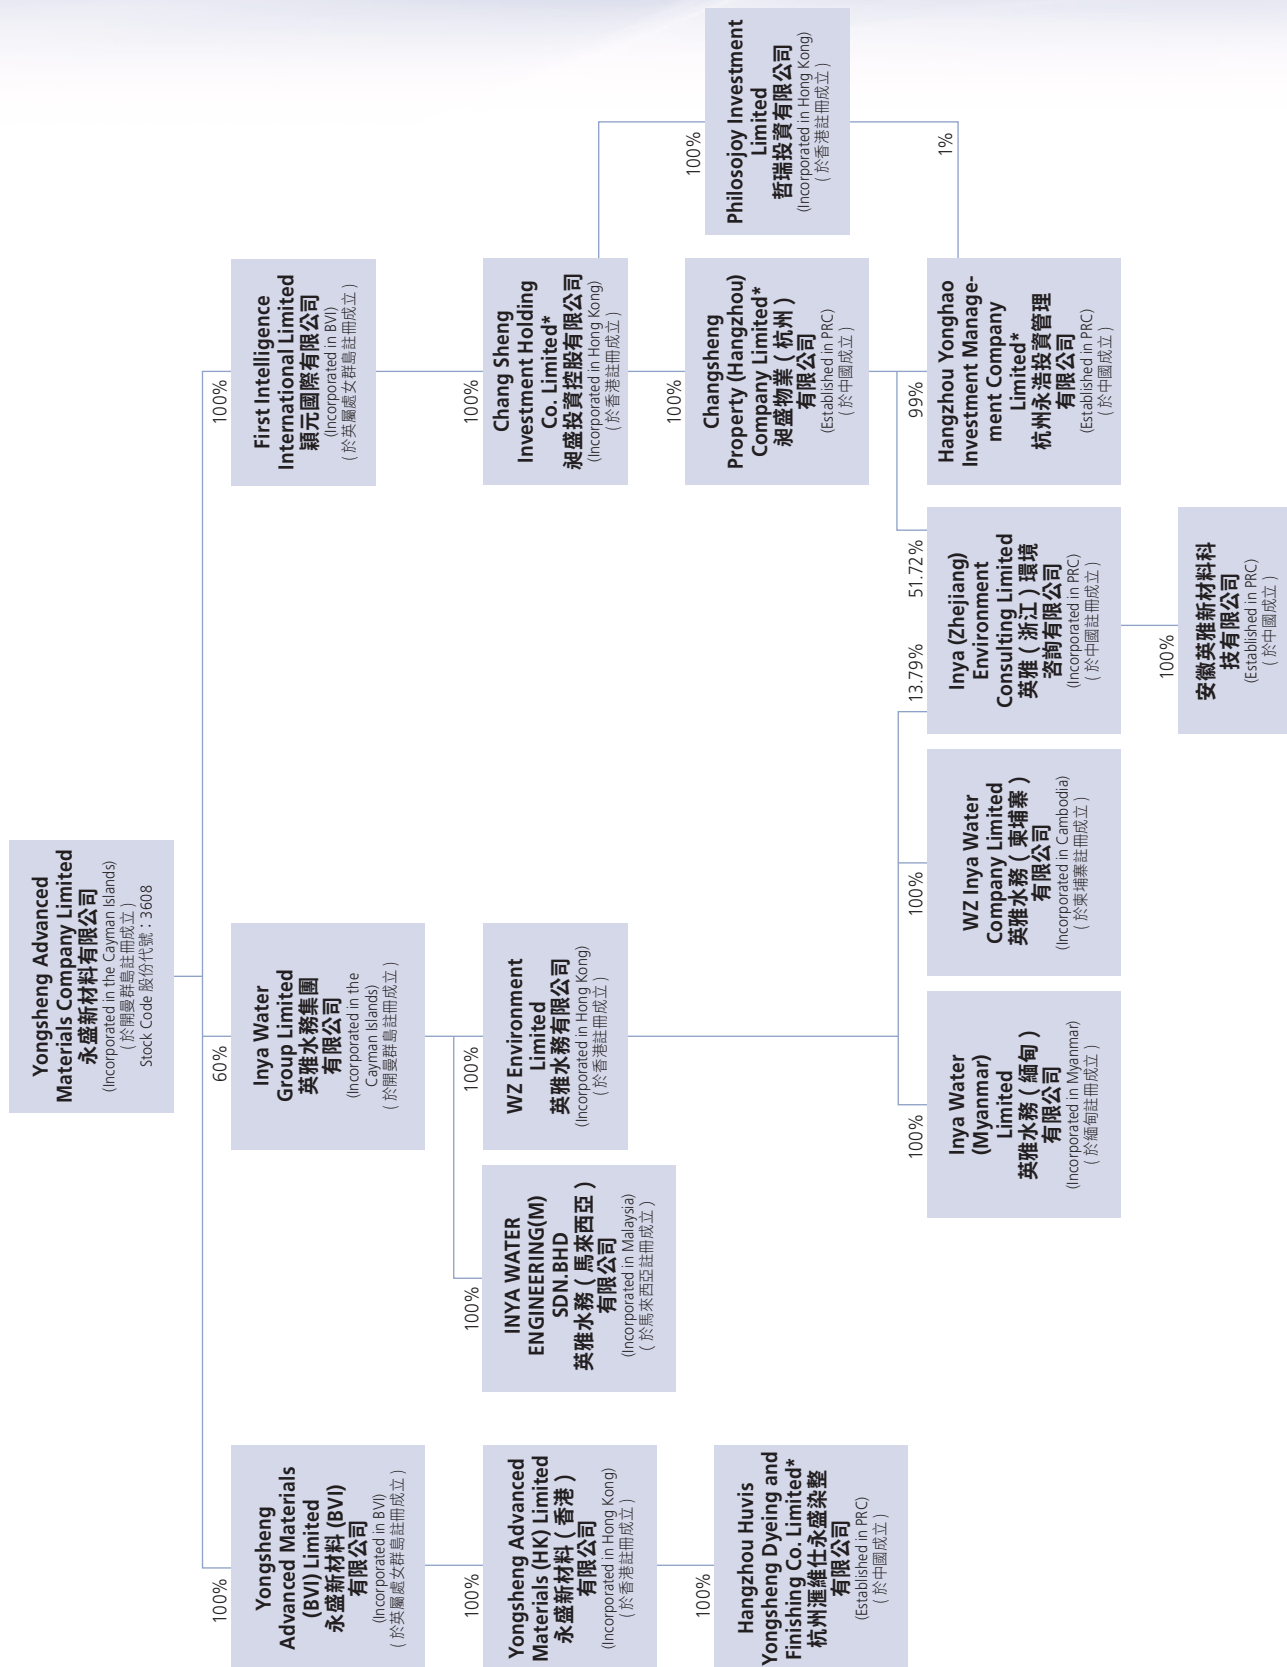 Yongsheng Advanced
Materials Company Limited
永盛新材料有限公司
(Incorporated in the Cayman Islands)
（於開曼群島註冊成立）
Stock Code 股份代號：3608
100%
60%
100%
Yongsheng
Advanced Materials
(BVI) Limited
永盛新材料 (BVI)
有限公司
(Incorporated in BVI)
（於英屬處女群島註冊成立）
Inya Water
Group Limited
英雅水務集團
有限公司
(Incorporated in the
Cayman Islands)
（於開曼群島註冊成立）
First Intelligence
International Limited
穎元國際有限公司
(Incorporated in BVI)
（於英屬處女群島註冊成立）
100%
100%
100%
100%
Yongsheng Advanced
Materials (HK) Limited
永盛新材料（香港）
有限公司
(Incorporated in Hong Kong)
（於香港註冊成立）
INYA WATER
ENGINEERING(M)
SDN.BHD
英雅水務（馬來西亞）
有限公司
(Incorporated in Malaysia)
（於馬來西亞註冊成立）
WZ Environment
Limited
英雅水務有限公司
(Incorporated in Hong Kong)
（於香港註冊成立）
Chang Sheng
Investment Holding
Co. Limited*
昶盛投資控股有限公司
(Incorporated in Hong Kong)
（於香港註冊成立）
100%
100%
100%
Hangzhou Huvis
Yongsheng Dyeing and
Finishing Co. Limited*
杭州滙維仕永盛染整
有限公司
(Established in PRC)
（於中國成立）
Changsheng
Property (Hangzhou)
Company Limited*
昶盛物業（杭州）
有限公司
(Established in PRC)
（於中國成立）
Philosojoy Investment
Limited
哲瑞投資有限公司
(Incorporated in Hong Kong)
（於香港註冊成立）
100%
100%
13.79%
51.72%
99%
1%
Inya Water
(Myanmar)
Limited
英雅水務（緬甸）
有限公司
(Incorporated in Myanmar)
（於緬甸註冊成立）
WZ Inya Water
Company Limited
英雅水務（柬埔寨）
有限公司
(Incorporated in Cambodia)
（於柬埔寨註冊成立）
Inya (Zhejiang)
Environment
Consulting Limited
英雅（浙江）環境
咨詢有限公司
(Incorporated in PRC)
（於中國註冊成立）
Hangzhou Yonghao
Investment Manage-
ment Company
Limited*
杭州永浩投資管理
有限公司
(Established in PRC)
（於中國成立）
100%
安徽英雅新材料科
技有限公司
(Established in PRC)
（於中國成立）